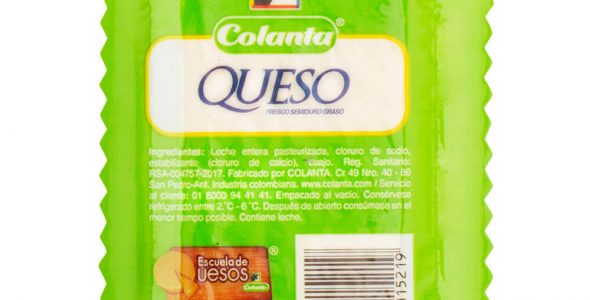 Colanta®
QUESO
FRESCO SEMIDURO GRASO
Ingredientes: Leche entera pasteurizada, cloruro de sodio,
estabilizante (cloruro de calcio), cuajo. Reg. Sanitario:
RSA-004757-2017. Fabricado por COLANTA. Cr 49 Nro. 40 - 66
San Pedro-Ant. Industria colombiana. www.colanta.com / Servicio
al cliente: 01 8000 94 41 41. Empacado al vacío. Consérvese
refrigerado entre 2 °C - 6 °C. Después de abierto consúmase en el
menor tiempo posible. Contiene leche.
Escuela de
uesos
®
Colanta
015219